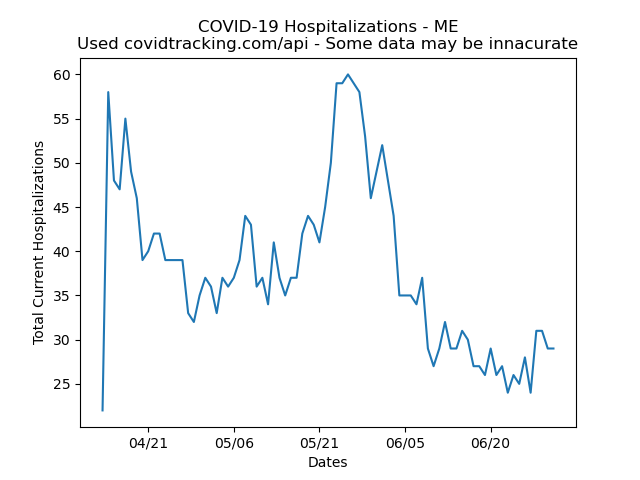 COVID-19 Hospitalizations - ME
Used covidtracking.com/api - Some data may be innacurate
Total Current Hospitalizations
60
55
50
45
40
35
30
25
04/21 05/06 05/21 06/05 06/20
Dates